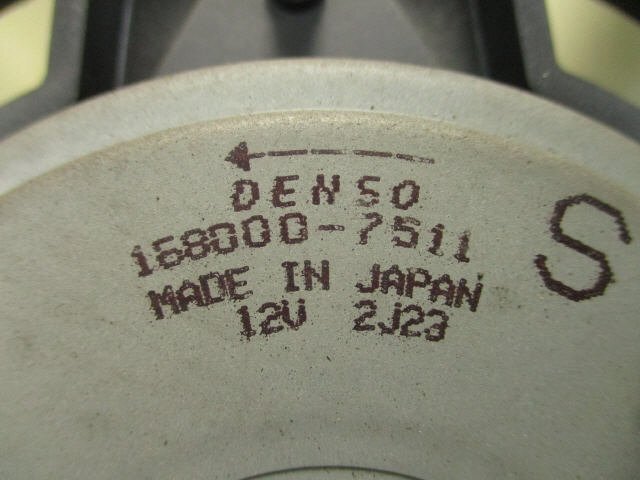 DENSO
168000-7511
S
MADE IN JAPAN
12V 2J23